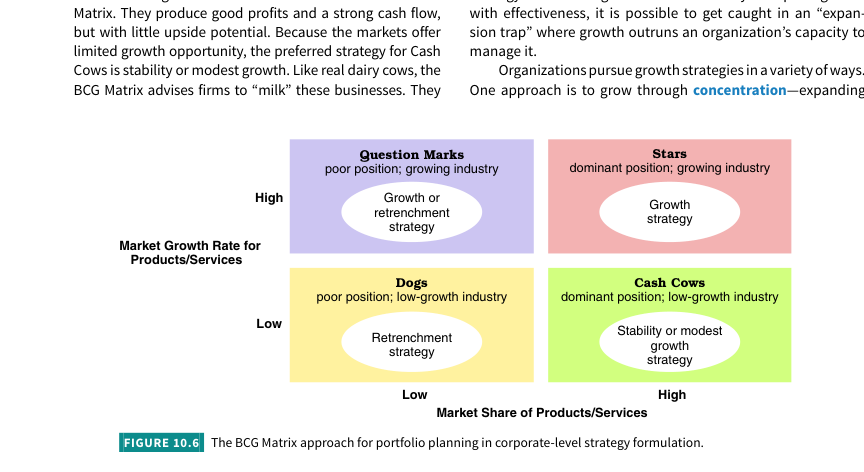 Matrix. They produce good profits and a strong cash flow,
but with little upside potential. Because the markets offer
limited growth opportunity, the preferred strategy for Cash
Cows is stability or modest growth. Like real dairy cows, the
BCG Matrix advises firms to “milk” these businesses. They
with effectiveness, it is possible to get caught in an “expan-
sion trap” where growth outruns an organization’s capacity to
manage it.
Organizations pursue growth strategies in a variety of ways.
One approach is to grow through concentration—expanding
Question Marks
poor position; growing industry
Growth or
retrenchment
strategy
Stars
dominant position; growing industry
Growth
strategy
High
Market Growth Rate for
Products/Services
Dogs
poor position; low-growth industry
Retrenchment
strategy
Cash Cows
dominant position; low-growth industry
Stability or modest
growth
strategy
Low
Low
High
Market Share of Products/Services
FIGURE 10.6 The BCG Matrix approach for portfolio planning in corporate-level strategy formulation.